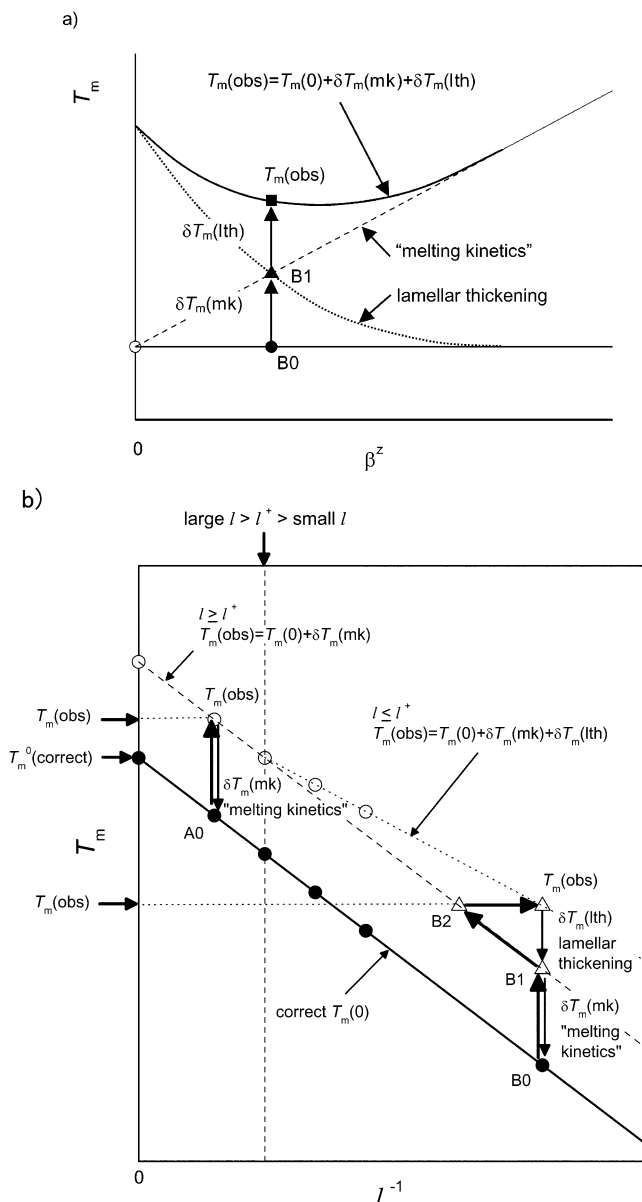 a)
T_m
T_m(obs)=T_m(0)+δT_m(mk)+δT_m(lth)
T_m(obs)
δT_m(lth)
"melting kinetics"
B1
δT_m(mk)
lamellar thickening
B0
0
β^z
b)
large l > l^+ > small l
l ≥ l^+
T_m(obs)=T_m(0)+δT_m(mk)
T_m(obs)
l ≤ l^+
T_m(obs)
T_m(obs)=T_m(0)+δT_m(mk)+δT_m(lth)
T_m^0(correct)
δT_m(mk)
"melting kinetics"
A0
T_m
T_m(obs)
T_m(obs)
B2
δT_m(lth)
lamellar
thickening
B1
δT_m(mk)
correct T_m(0)
"melting
kinetics"
B0
0
l^-1